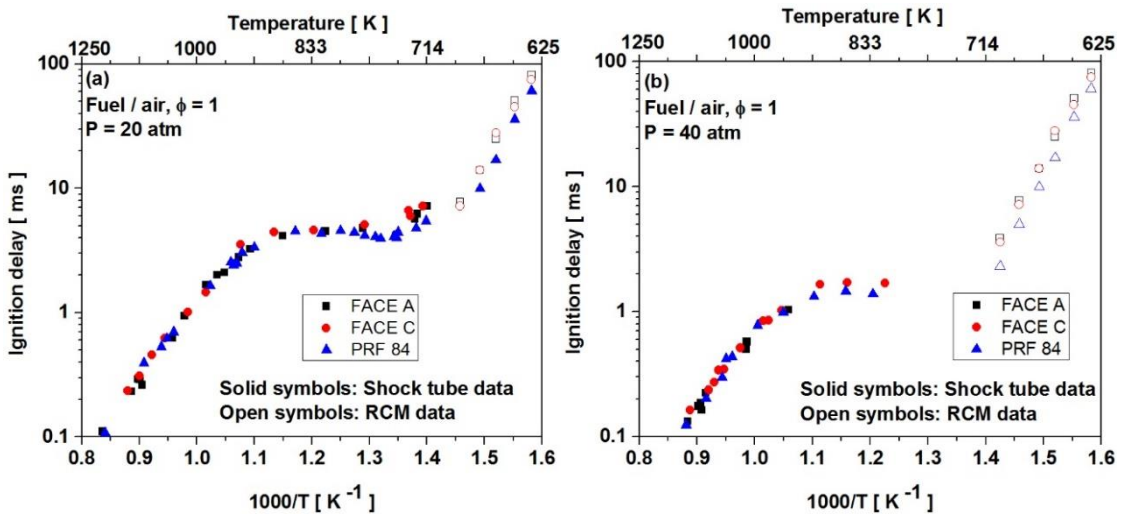 Temperature [ K ]
1250 1000 833 714 625
100
10
1
0.1
Ignition delay [ ms ]
(a)
Fuel / air, ϕ = 1
P = 20 atm
FACE A
FACE C
PRF 84
Solid symbols: Shock tube data
Open symbols: RCM data
0.8 0.9 1.0 1.1 1.2 1.3 1.4 1.5 1.6
1000/T [ K⁻¹ ]
Temperature [ K ]
1250 1000 833 714 625
100
10
1
0.1
Ignition delay [ ms ]
(b)
Fuel / air, ϕ = 1
P = 40 atm
FACE A
FACE C
PRF 84
Solid symbols: Shock tube data
Open symbols: RCM data
0.8 0.9 1.0 1.1 1.2 1.3 1.4 1.5 1.6
1000/T [ K⁻¹ ]